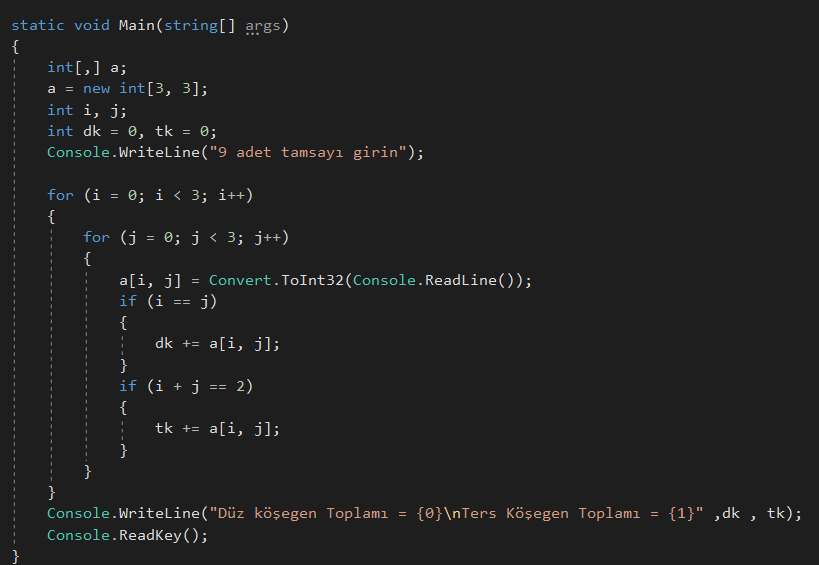 static void Main(string[] args)
{
int[,] a;
a = new int[3, 3];
int i, j;
int dk = 0, tk = 0;
Console.WriteLine("9 adet tamsayı girin");
for (i = 0; i < 3; i++)
{
for (j = 0; j < 3; j++)
{
a[i, j] = Convert.ToInt32(Console.ReadLine());
if (i == j)
{
dk += a[i, j];
}
if (i + j == 2)
{
tk += a[i, j];
}
}
}
Console.WriteLine("Düz köşegen Toplamı = {0}\nTers Köşegen Toplamı = {1}" ,dk , tk);
Console.ReadKey();
}